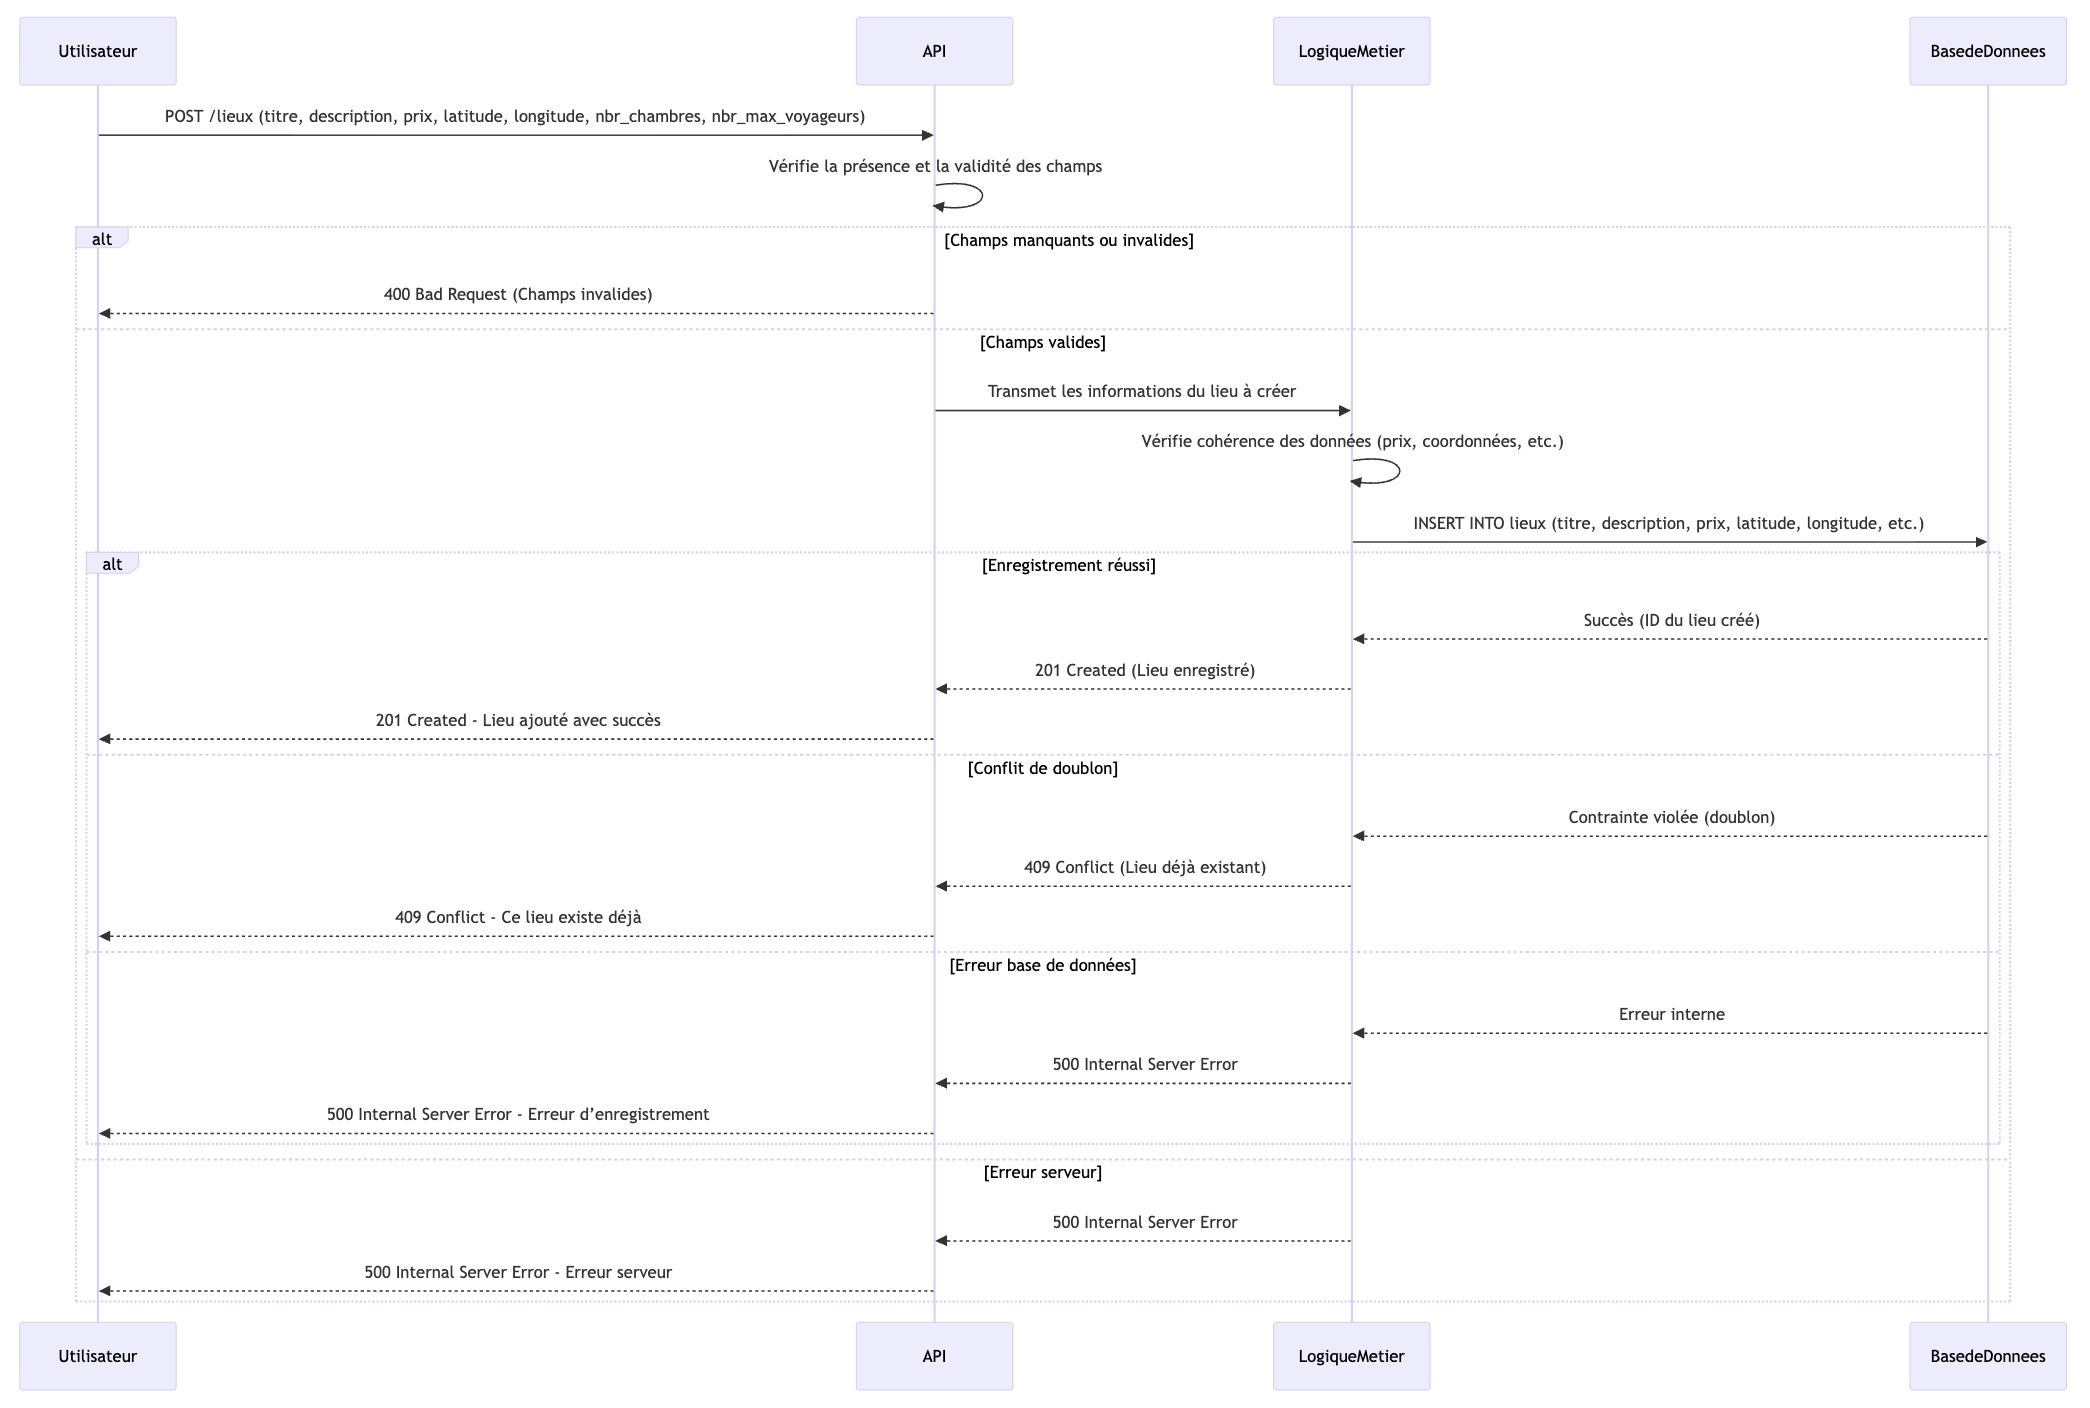 Utilisateur
API
LogiqueMetier
BasedeDonnees
POST /lieux (titre, description, prix, latitude, longitude, nbr_chambres, nbr_max_voyageurs)
Vérifie la présence et la validité des champs
alt
[Champs manquants ou invalides]
400 Bad Request (Champs invalides)
[Champs valides]
Transmet les informations du lieu à créer
Vérifie cohérence des données (prix, coordonnées, etc.)
INSERT INTO lieux (titre, description, prix, latitude, longitude, etc.)
alt
[Enregistrement réussi]
Succès (ID du lieu créé)
201 Created (Lieu enregistré)
201 Created - Lieu ajouté avec succès
[Conflit de doublon]
Contrainte violée (doublon)
409 Conflict (Lieu déjà existant)
409 Conflict - Ce lieu existe déjà
[Erreur base de données]
Erreur interne
500 Internal Server Error
500 Internal Server Error - Erreur d’enregistrement
[Erreur serveur]
500 Internal Server Error
500 Internal Server Error - Erreur serveur
Utilisateur
API
LogiqueMetier
BasedeDonnees